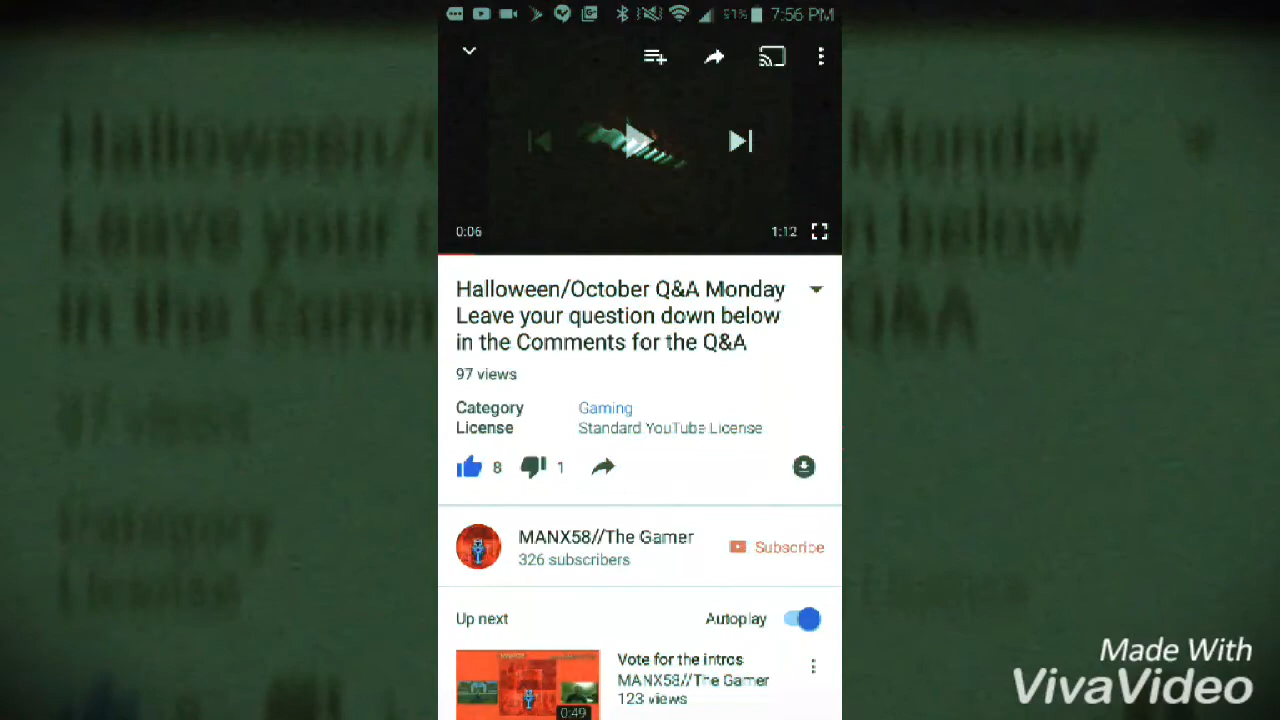 51% 7:56 PM
0:06 1:12
Halloween/October Q&A Monday
Leave your question down below
in the Comments for the Q&A
97 views
Category Gaming
License Standard YouTube License
8 1
MANX58//The Gamer
326 subscribers
Subscribe
Up next Autoplay
Vote for the intros
MANX58//The Gamer
123 views
0:49
Made With
VivaVideo